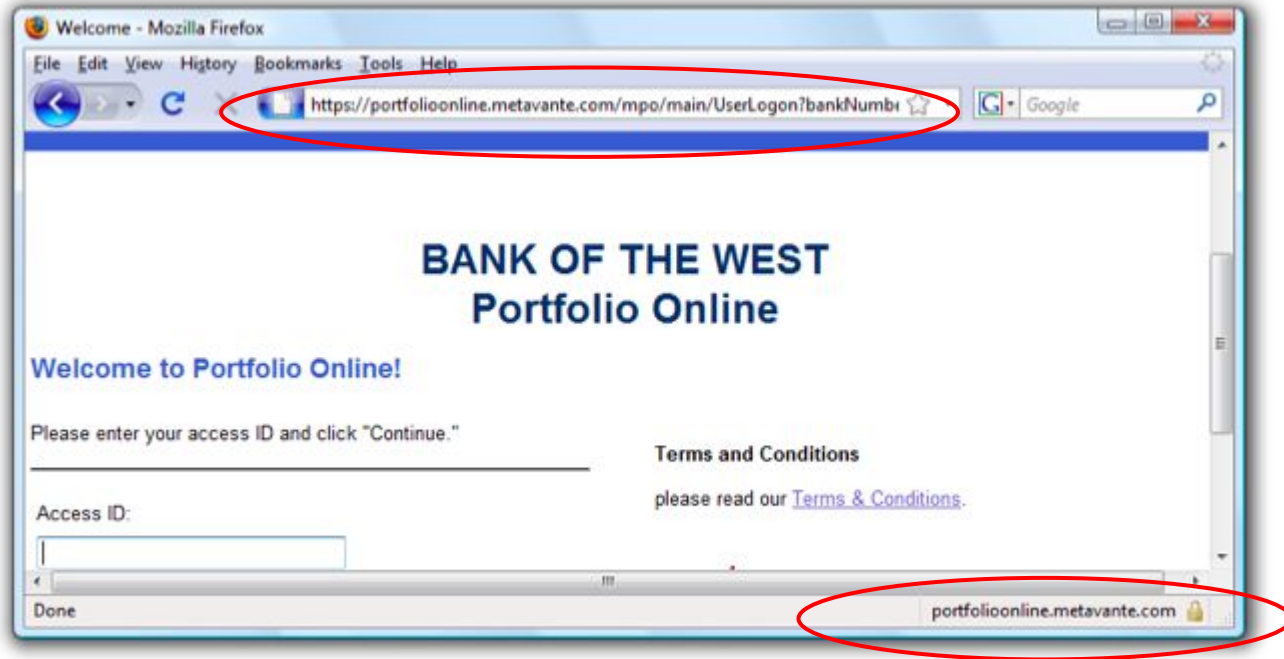 Welcome - Mozilla Firefox
File Edit View History Bookmarks Tools Help
https://portfolioonline.metavante.com/mpo/main/UserLogon?bankNumb
G Google
BANK OF THE WEST
Portfolio Online
Welcome to Portfolio Online!
Please enter your access ID and click "Continue."
Terms and Conditions
please read our Terms & Conditions.
Access ID:
Done
portfolioonline.metavante.com